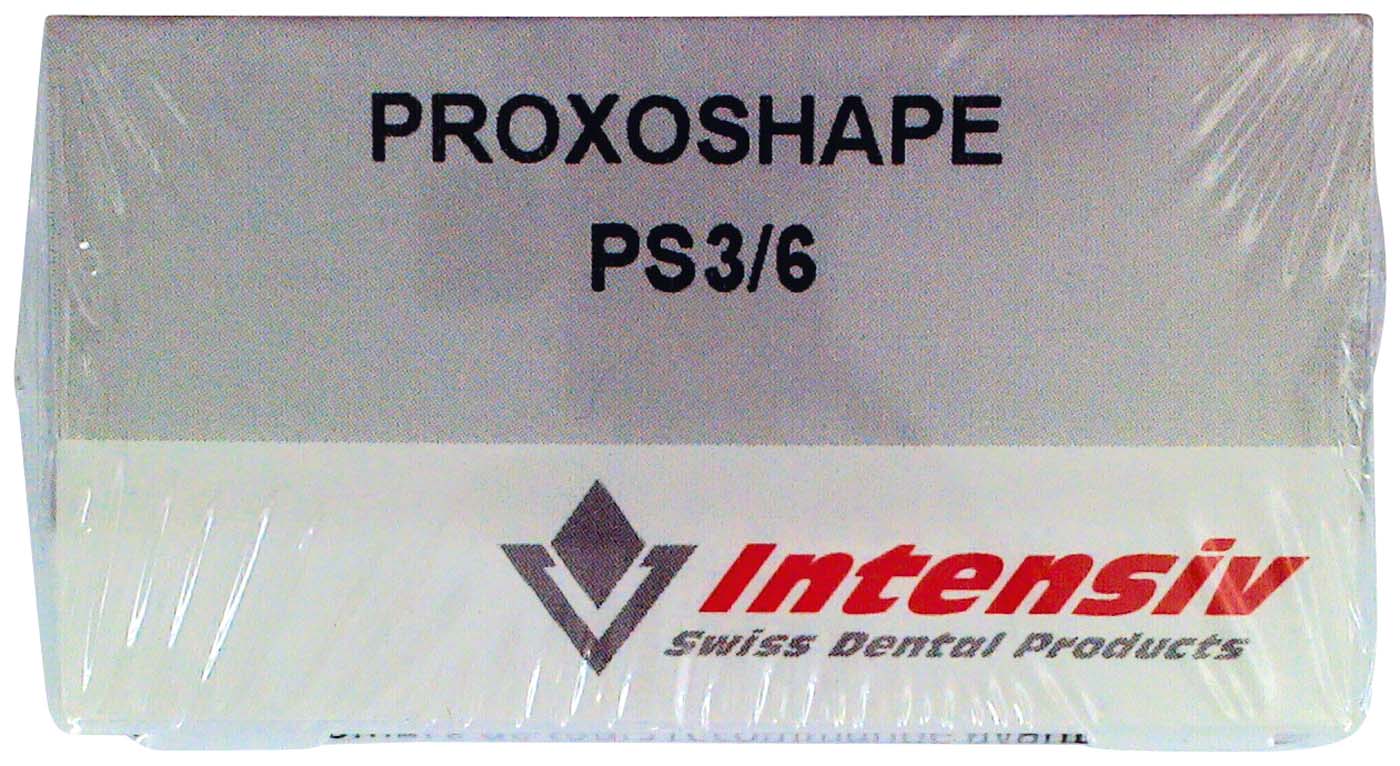 PROXOSHAPE
PS3/6
Intensiv
Swiss Dental Products